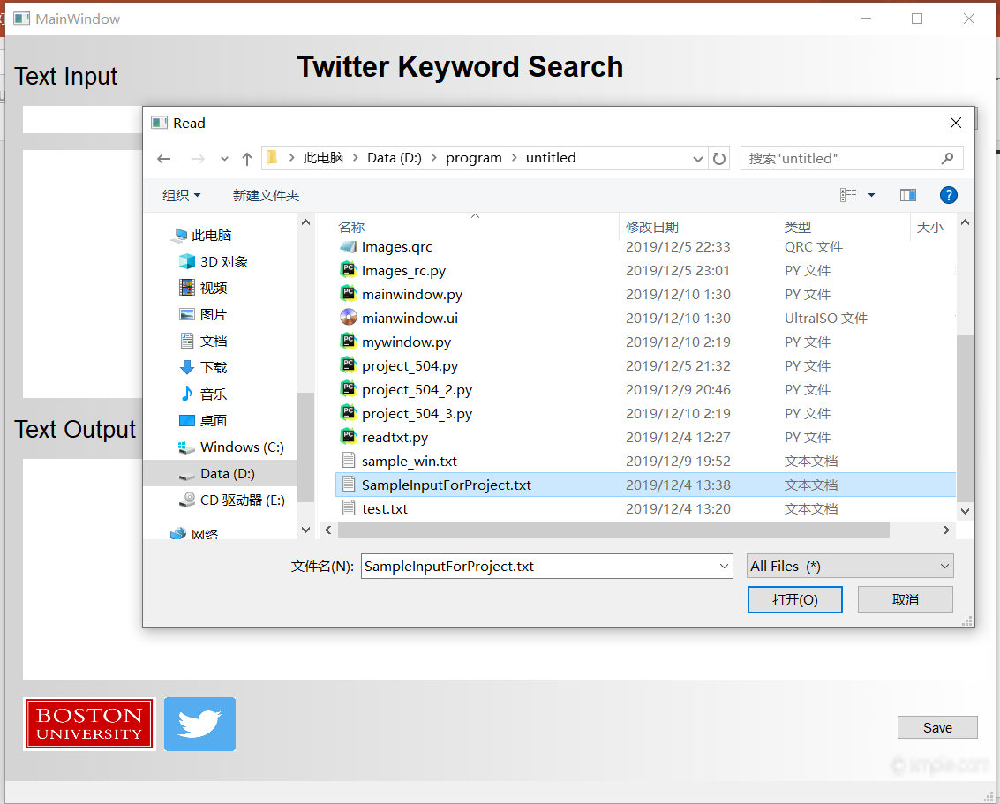 MainWindow
Twitter Keyword Search
Text Input
Read
此电脑 Data (D:) program untitled
搜索"untitled"
组织 新建文件夹
名称 修改日期 类型 大小
此电脑
3D 对象
视频
图片
文档
下载
音乐
桌面
Windows (C:)
Data (D:)
CD 驱动器 (E:)
网络
Images.qrc 2019/12/5 22:33 QRC 文件
Images_rc.py 2019/12/5 23:01 PY 文件
mainwindow.py 2019/12/10 1:30 PY 文件
mianwindow.ui 2019/12/10 1:30 UltraISO 文件
mywindow.py 2019/12/10 2:19 PY 文件
project_504.py 2019/12/5 21:32 PY 文件
project_504_2.py 2019/12/9 20:46 PY 文件
project_504_3.py 2019/12/10 2:19 PY 文件
readtxt.py 2019/12/4 12:27 PY 文件
sample_win.txt 2019/12/9 19:52 文本文档
SampleInputForProject.txt 2019/12/4 13:38 文本文档
test.txt 2019/12/4 13:20 文本文档
文件名(N): SampleInputForProject.txt All Files (*)
打开(O) 取消
Text Output
BOSTON
UNIVERSITY
Save